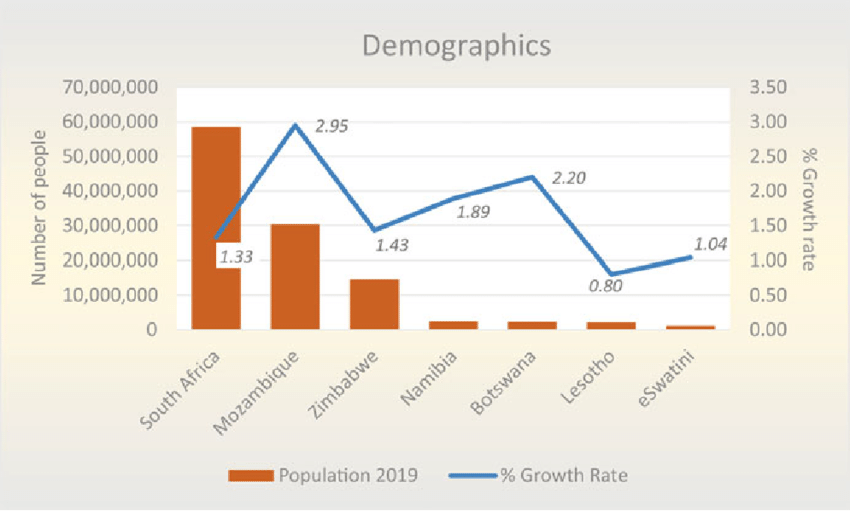 Demographics
70,000,000
60,000,000
50,000,000
40,000,000
30,000,000
20,000,000
10,000,000
0
Number of people
3.50
3.00
2.50
2.00
1.50
1.00
0.50
0.00
% Growth rate
1.33
2.95
1.43
1.89
2.20
0.80
1.04
South Africa
Mozambique
Zimbabwe
Namibia
Botswana
Lesotho
eSwatini
Population 2019
% Growth Rate